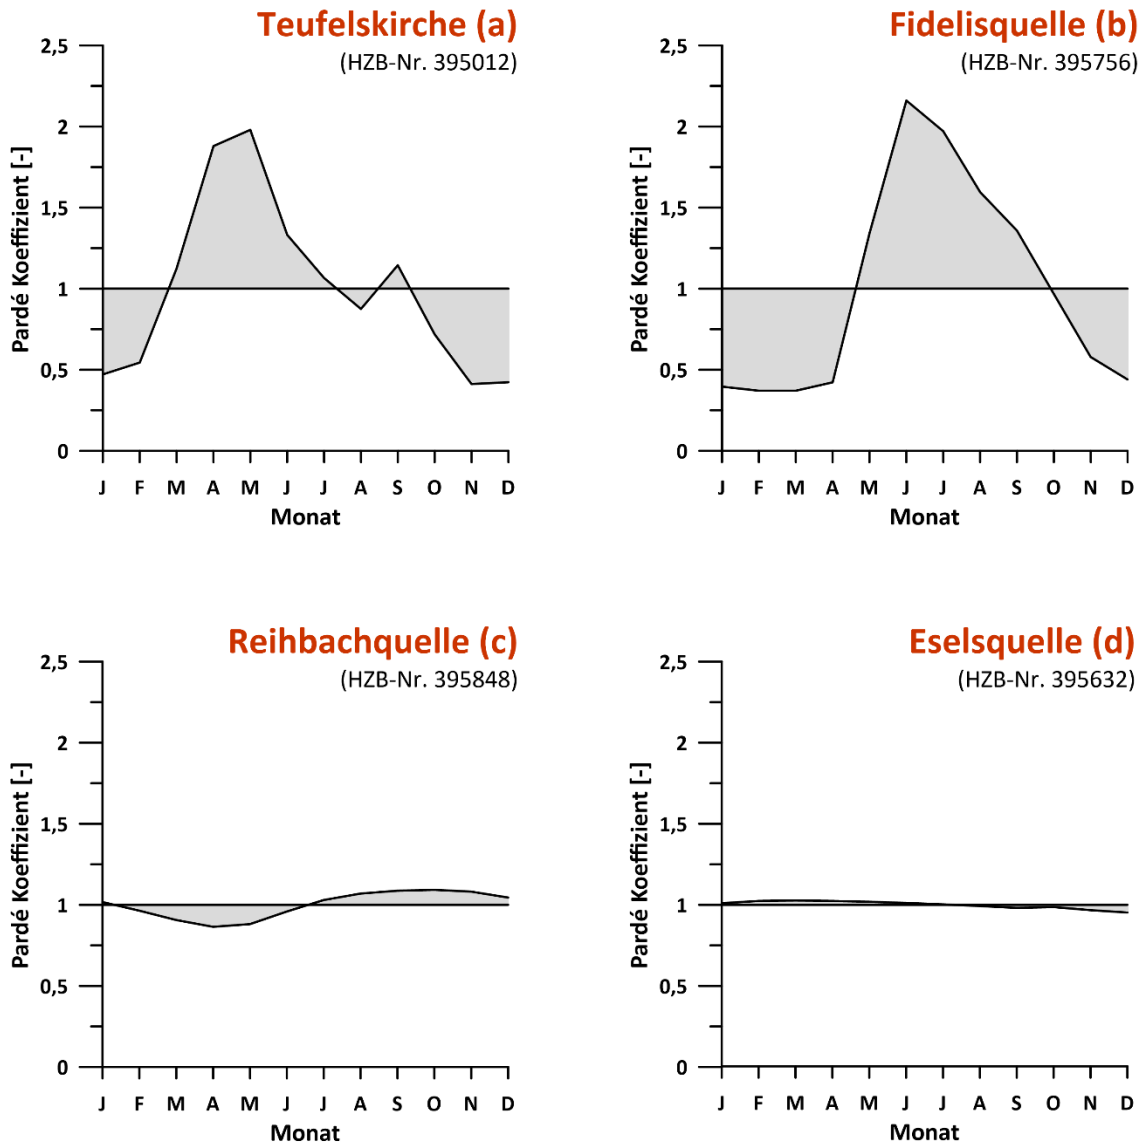 Teufelskirche (a)
(HZB-Nr. 395012)
2,5
2
1,5
1
0,5
0
Pardé Koeffizient [-]
J F M A M J J A S O N D
Monat
Fidelisquelle (b)
(HZB-Nr. 395756)
2,5
2
1,5
1
0,5
0
Pardé Koeffizient [-]
J F M A M J J A S O N D
Monat
Reihbachquelle (c)
(HZB-Nr. 395848)
2,5
2
1,5
1
0,5
0
Pardé Koeffizient [-]
J F M A M J J A S O N D
Monat
Eselsquelle (d)
(HZB-Nr. 395632)
2,5
2
1,5
1
0,5
0
Pardé Koeffizient [-]
J F M A M J J A S O N D
Monat